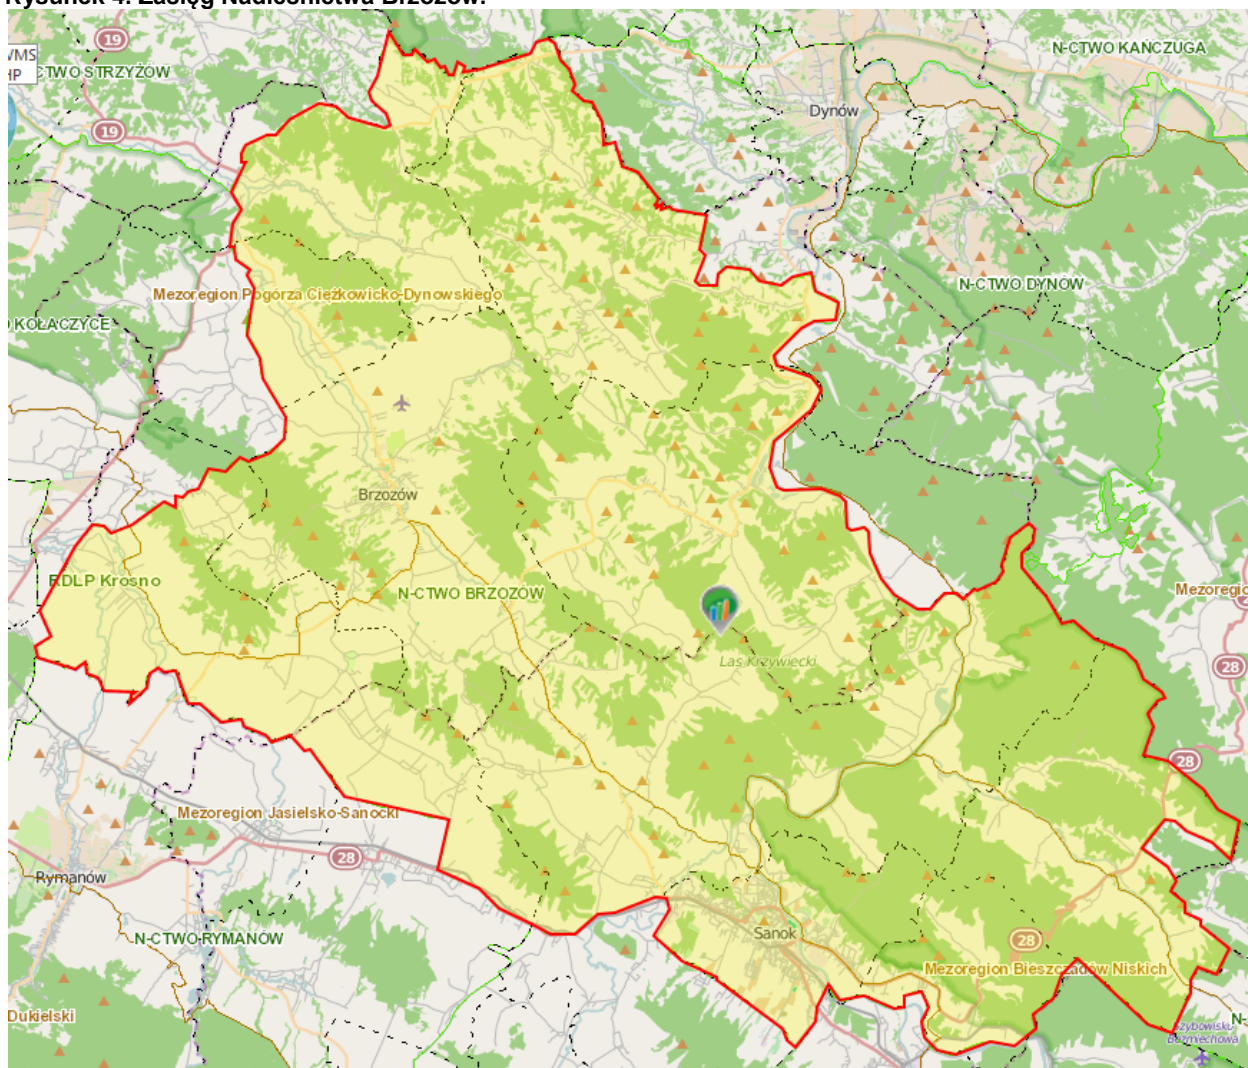 Rysunek 4. Zasięg Nadleśnictwa Brzozów.
19
N-CTWO KAŃCZUGA
WMS
HP
CTWO STRZYŻÓW
Dynów
19
N-CTWO DYNÓW
Mezoregion Pogórza Ciężkowicko-Dynowskiego
KOŁACZYCE
Brzozów
RDLP Krosno
N-CTWO BRZOZÓW
Mezoregio
Las Krzywiecki
28
28
Mezoregion Jasielsko-Sanocki
28
Rymanów
Sanok
N-CTWO RYMANÓW
28
Mezoregion Bieszczadów Niskich
Dukielski
N-
Bezmiechowa